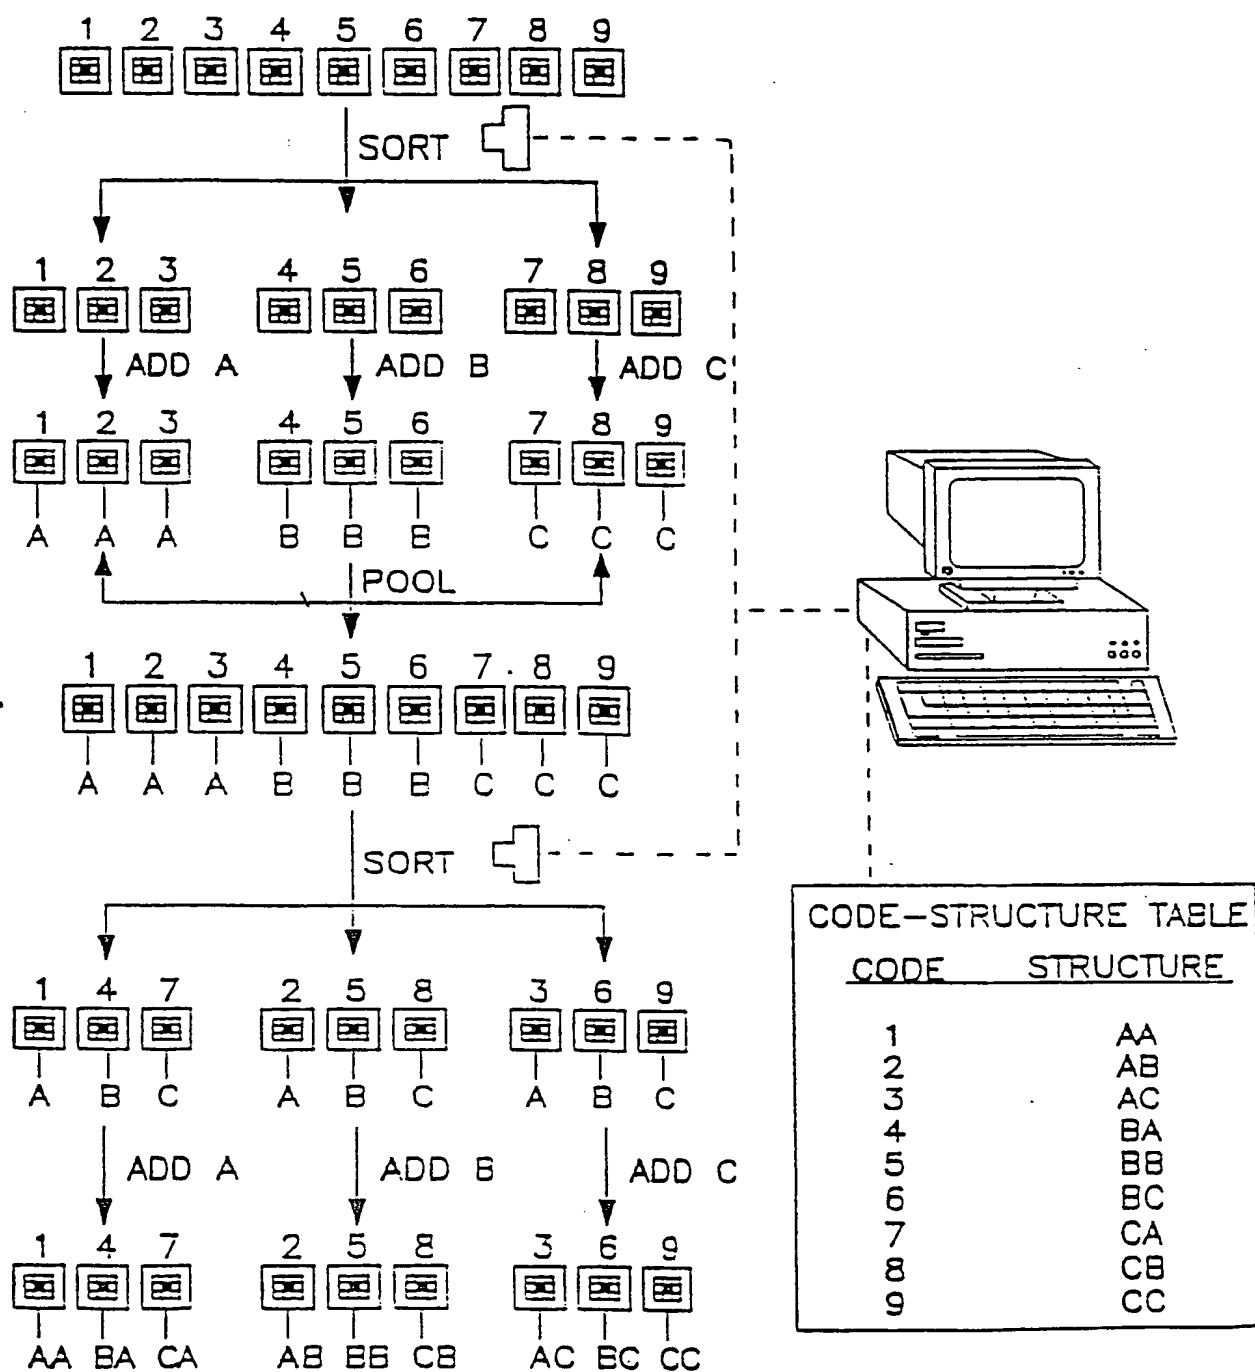 1 2 3 4 5 6 7 8 9
SORT
1 2 3 4 5 6 7 8 9
ADD A ADD B ADD C
1 2 3 4 5 6 7 8 9
A A A B B B C C C
POOL
1 2 3 4 5 6 7 8 9
A A A B B B C C C
SORT
1 4 7 2 5 8 3 6 9
A B C A B C A B C
ADD A ADD B ADD C
1 4 7 2 5 8 3 6 9
AA BA CA AB BB CB AC BC CC
CODE-STRUCTURE TABLE
CODE STRUCTURE
1 AA
2 AB
3 AC
4 BA
5 BB
6 BC
7 CA
8 CB
9 CC